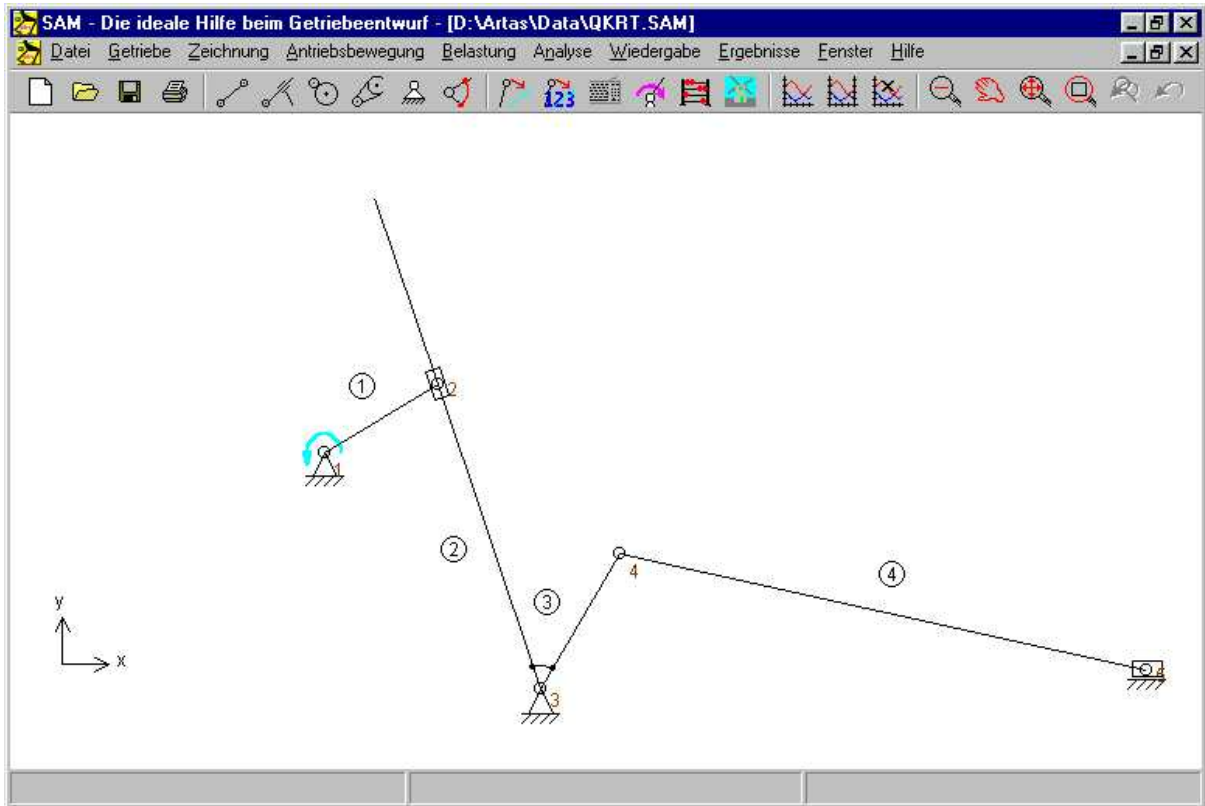 SAM - Die ideale Hilfe beim Getriebeentwurf - [D:\Artas\Data\QKRT.SAM]
Datei Getriebe Zeichnung Antriebsbewegung Belastung Analyse Wiedergabe Ergebnisse Fenster Hilfe
123
1
2
1
2
3
4
4
3
y
x
5